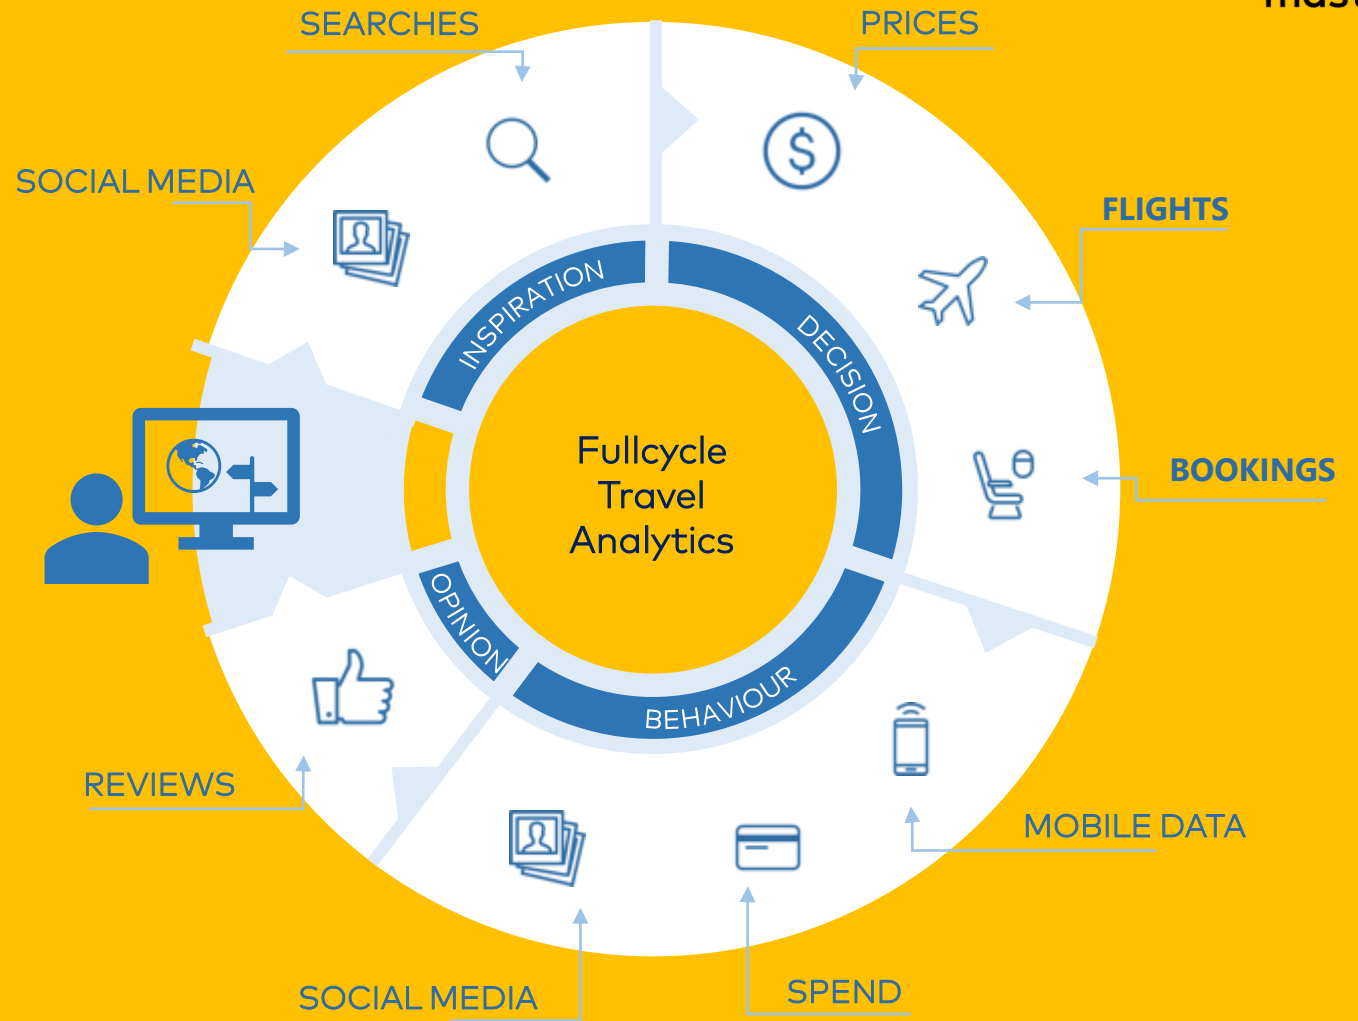 SEARCHES
PRICES
SOCIAL MEDIA
FLIGHTS
INSPIRATION
DECISION
Fullcycle
Travel
Analytics
BOOKINGS
OPINION
BEHAVIOUR
REVIEWS
MOBILE DATA
SOCIAL MEDIA
SPEND